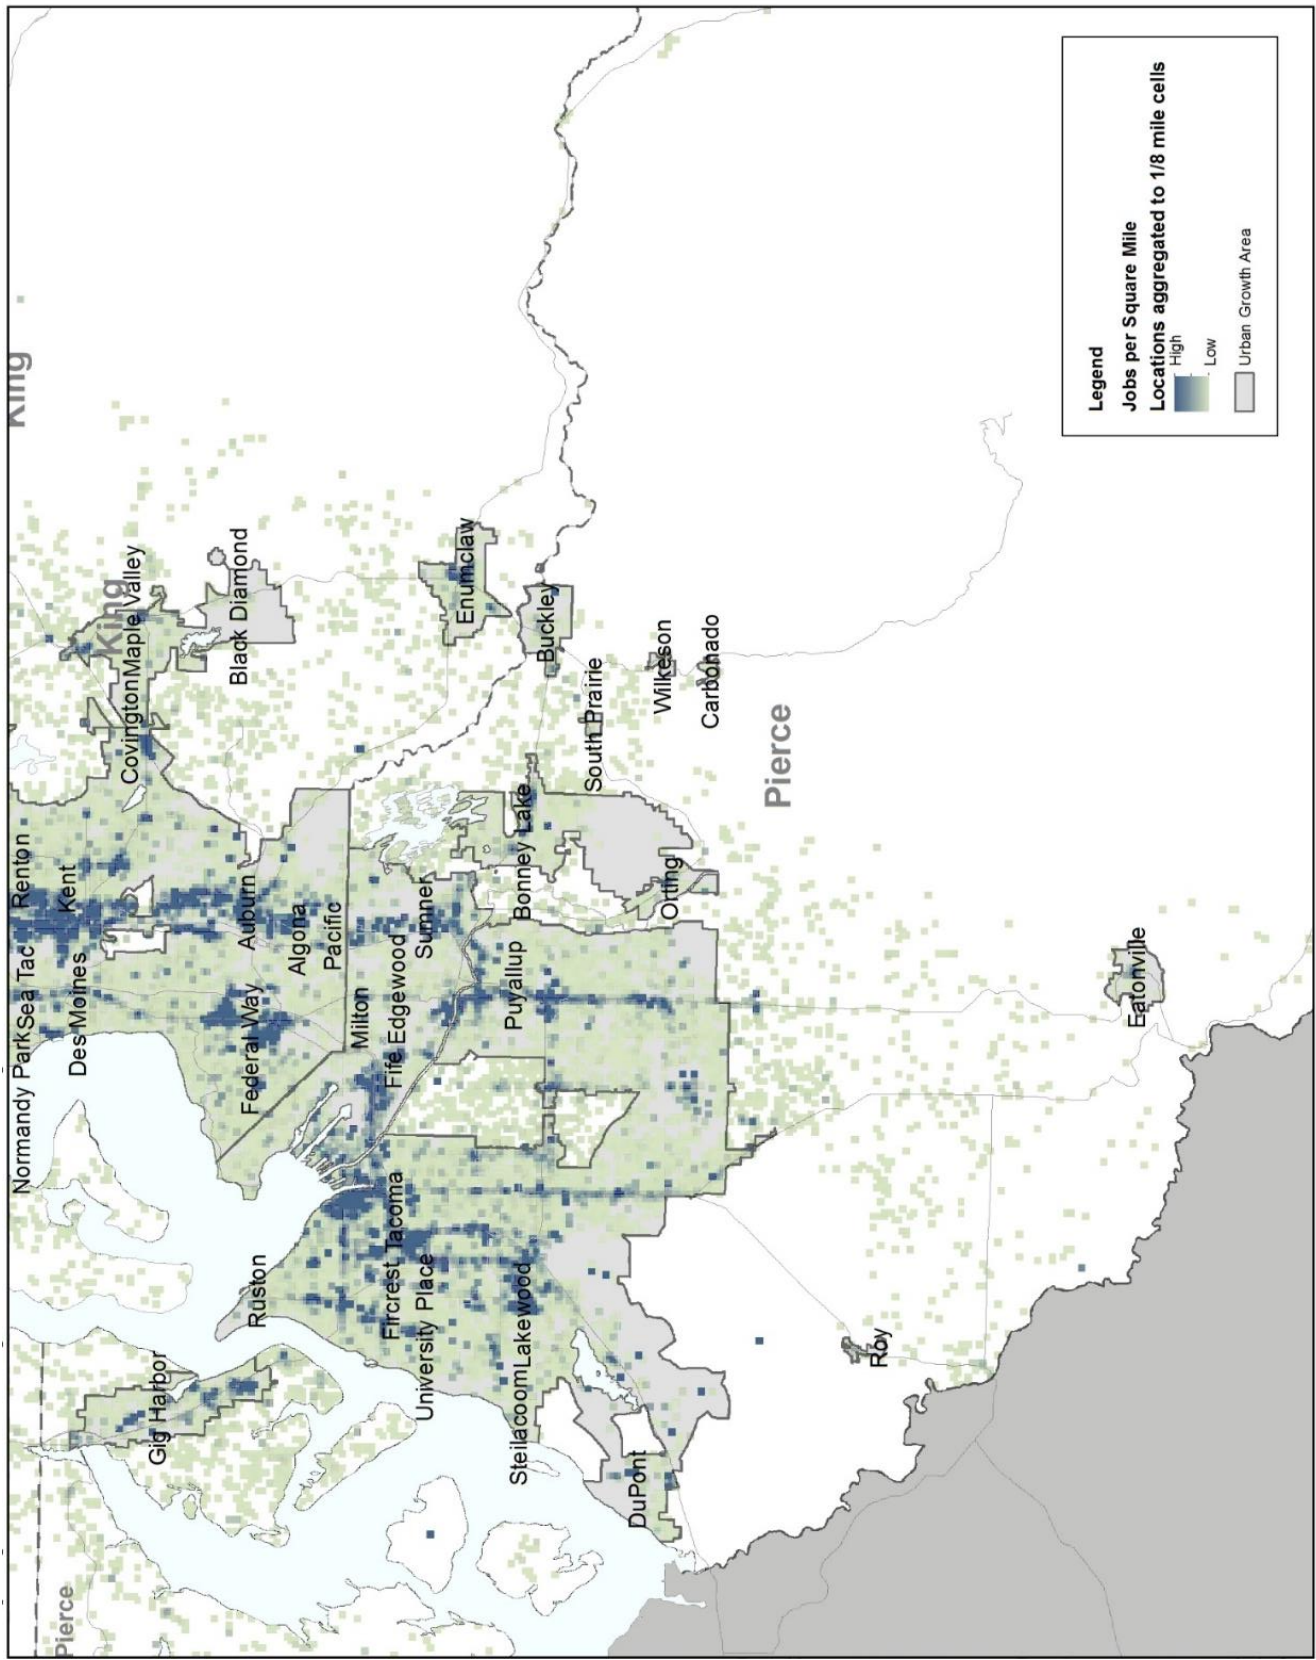 Normandy Park
Sea Tac
Renton
King
Pierce
Des Moines
Kent
King
Covington
Maple Valley
Gig Harbor
Ruston
Federal Way
Auburn
Black Diamond
Algona
Pacific
Milton
Fircrest
Tacoma
Fife
Edgewood
University Place
Sumner
Enumclaw
Steilacoom
Lakewood
Puyallup
Bonney Lake
Buckley
South Prairie
DuPont
Orting
Wilkeson
Carbonado
Pierce
Roy
Eatonville
Legend
Jobs per Square Mile
Locations aggregated to 1/8 mile cells
High
Low
Urban Growth Area